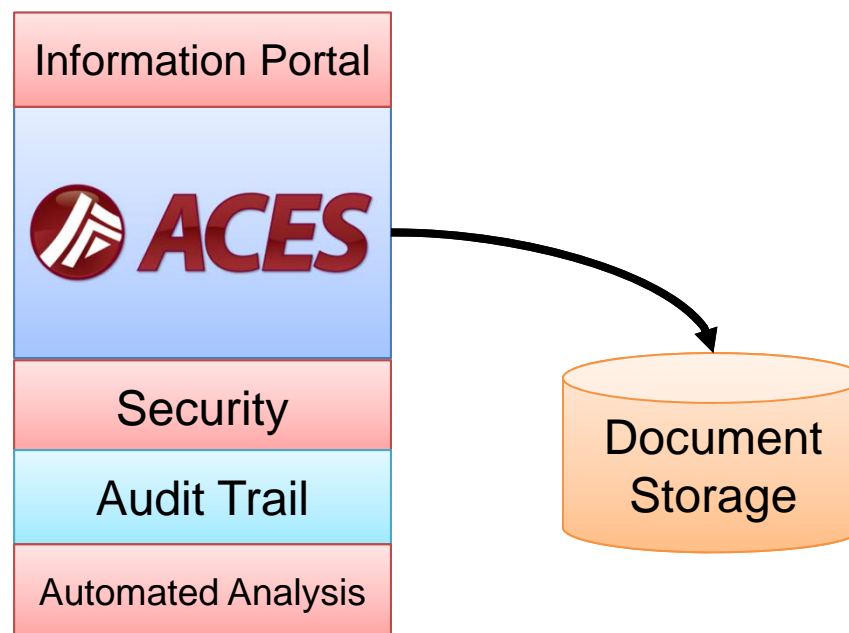 Information Portal
ACES
Security
Audit Trail
Automated Analysis
Document
Storage